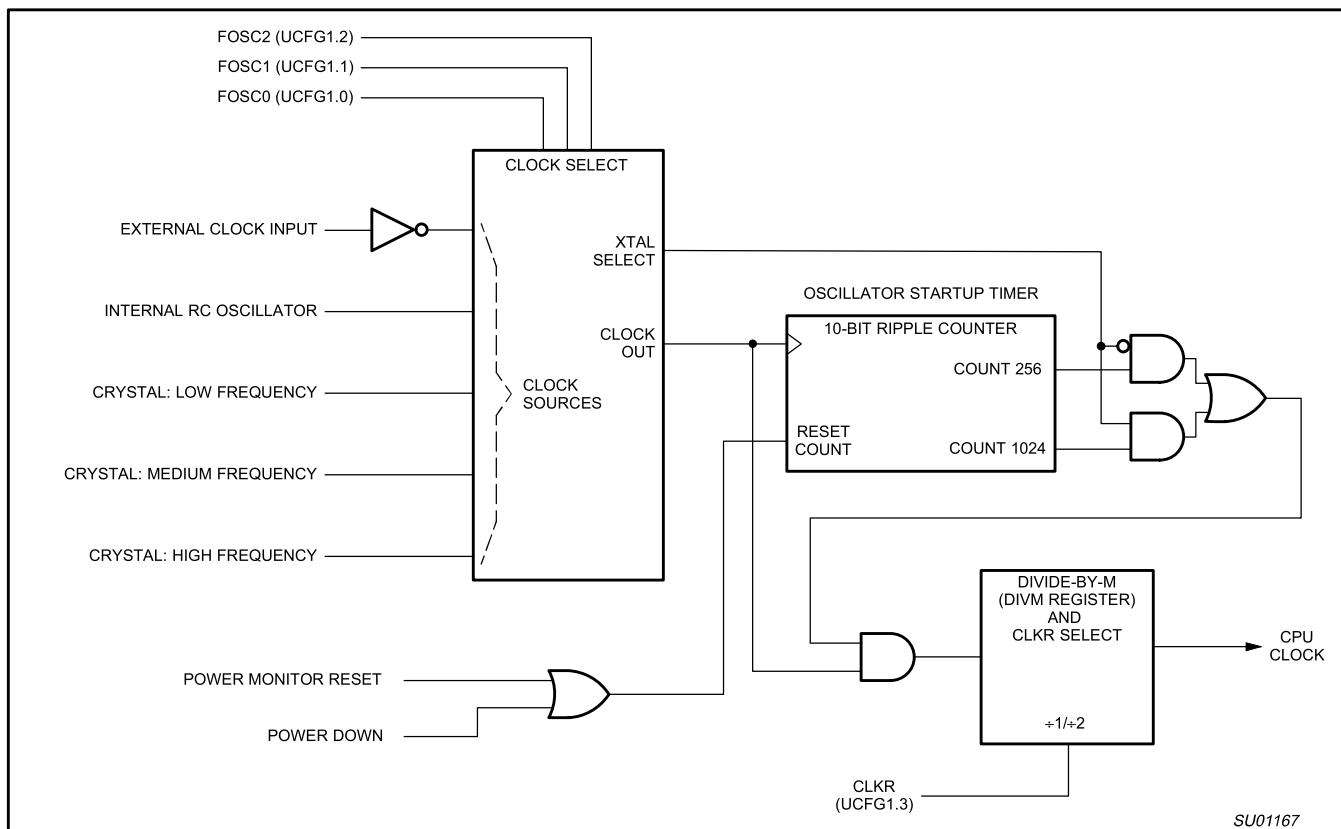 FOSC2 (UCFG1.2)
FOSC1 (UCFG1.1)
FOSC0 (UCFG1.0)
CLOCK SELECT
EXTERNAL CLOCK INPUT
XTAL
SELECT
INTERNAL RC OSCILLATOR
OSCILLATOR STARTUP TIMER
10-BIT RIPPLE COUNTER
CLOCK
OUT
COUNT 256
CRYSTAL: LOW FREQUENCY
CLOCK
SOURCES
RESET
COUNT
COUNT 1024
CRYSTAL: MEDIUM FREQUENCY
CRYSTAL: HIGH FREQUENCY
DIVIDE-BY-M
(DIVM REGISTER)
AND
CLKR SELECT
CPU
CLOCK
POWER MONITOR RESET
POWER DOWN
÷1/÷2
CLKR
(UCFG1.3)
SU01167